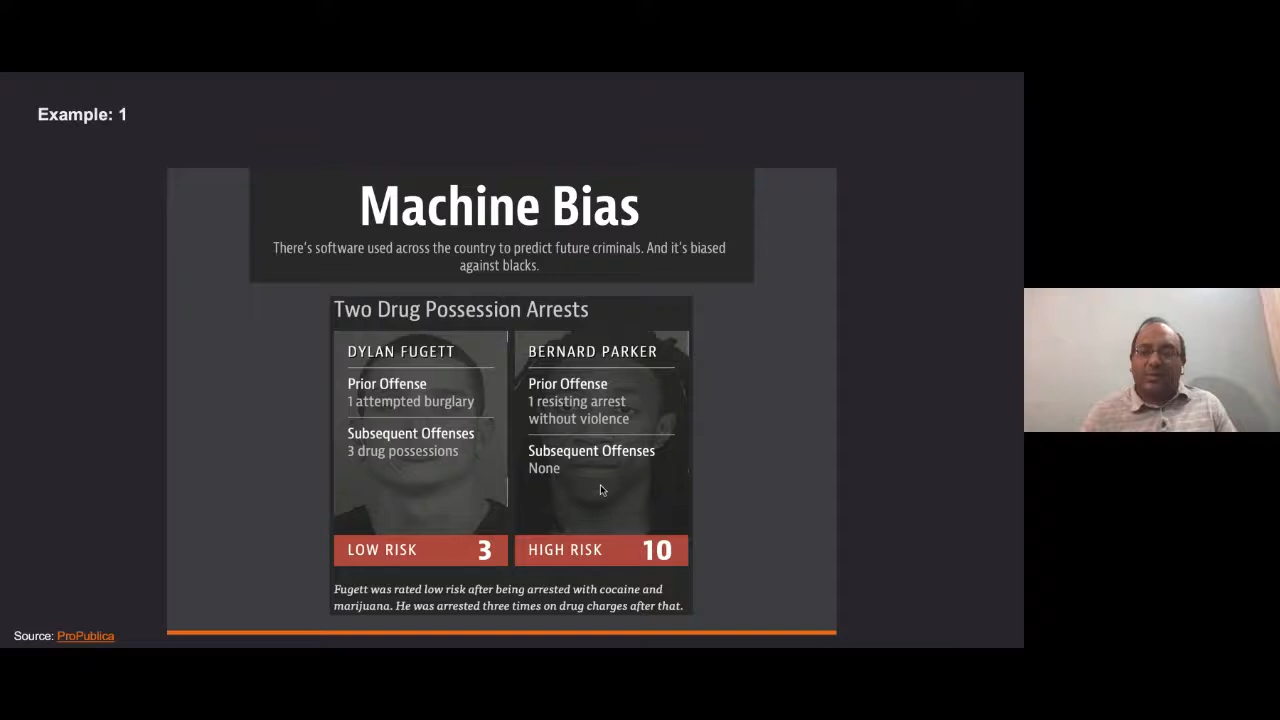 Example: 1
Machine Bias
There's software used across the country to predict future criminals. And it's biased
against blacks.
Two Drug Possession Arrests
DYLAN FUGETT
Prior Offense
1 attempted burglary
Subsequent Offenses
3 drug possessions
LOW RISK 3
BERNARD PARKER
Prior Offense
1 resisting arrest
without violence
Subsequent Offenses
None
HIGH RISK 10
Fugett was rated low risk after being arrested with cocaine and
marijuana. He was arrested three times on drug charges after that.
Source: ProPublica